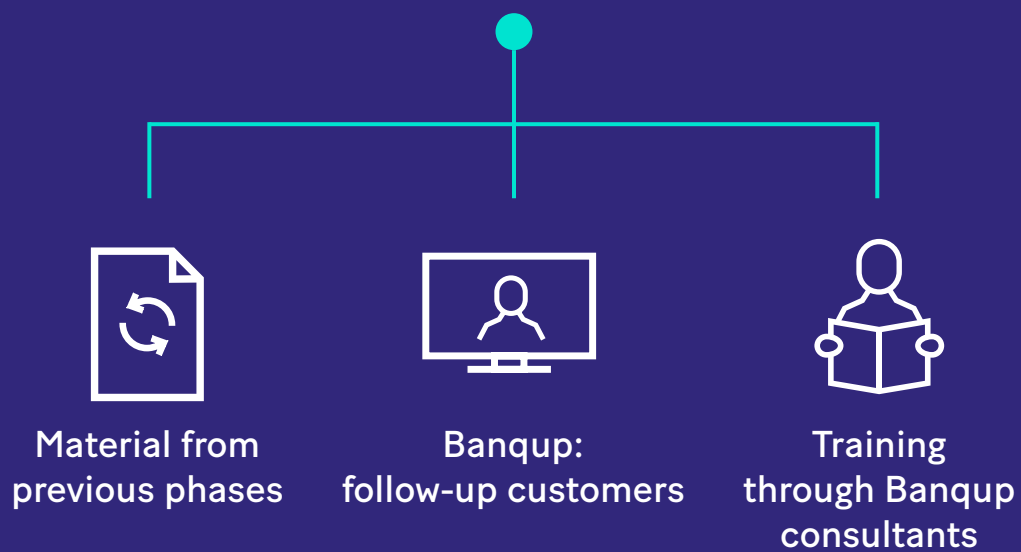 Material from
previous phases
Banqup:
follow-up customers
Training
through Banqup
consultants